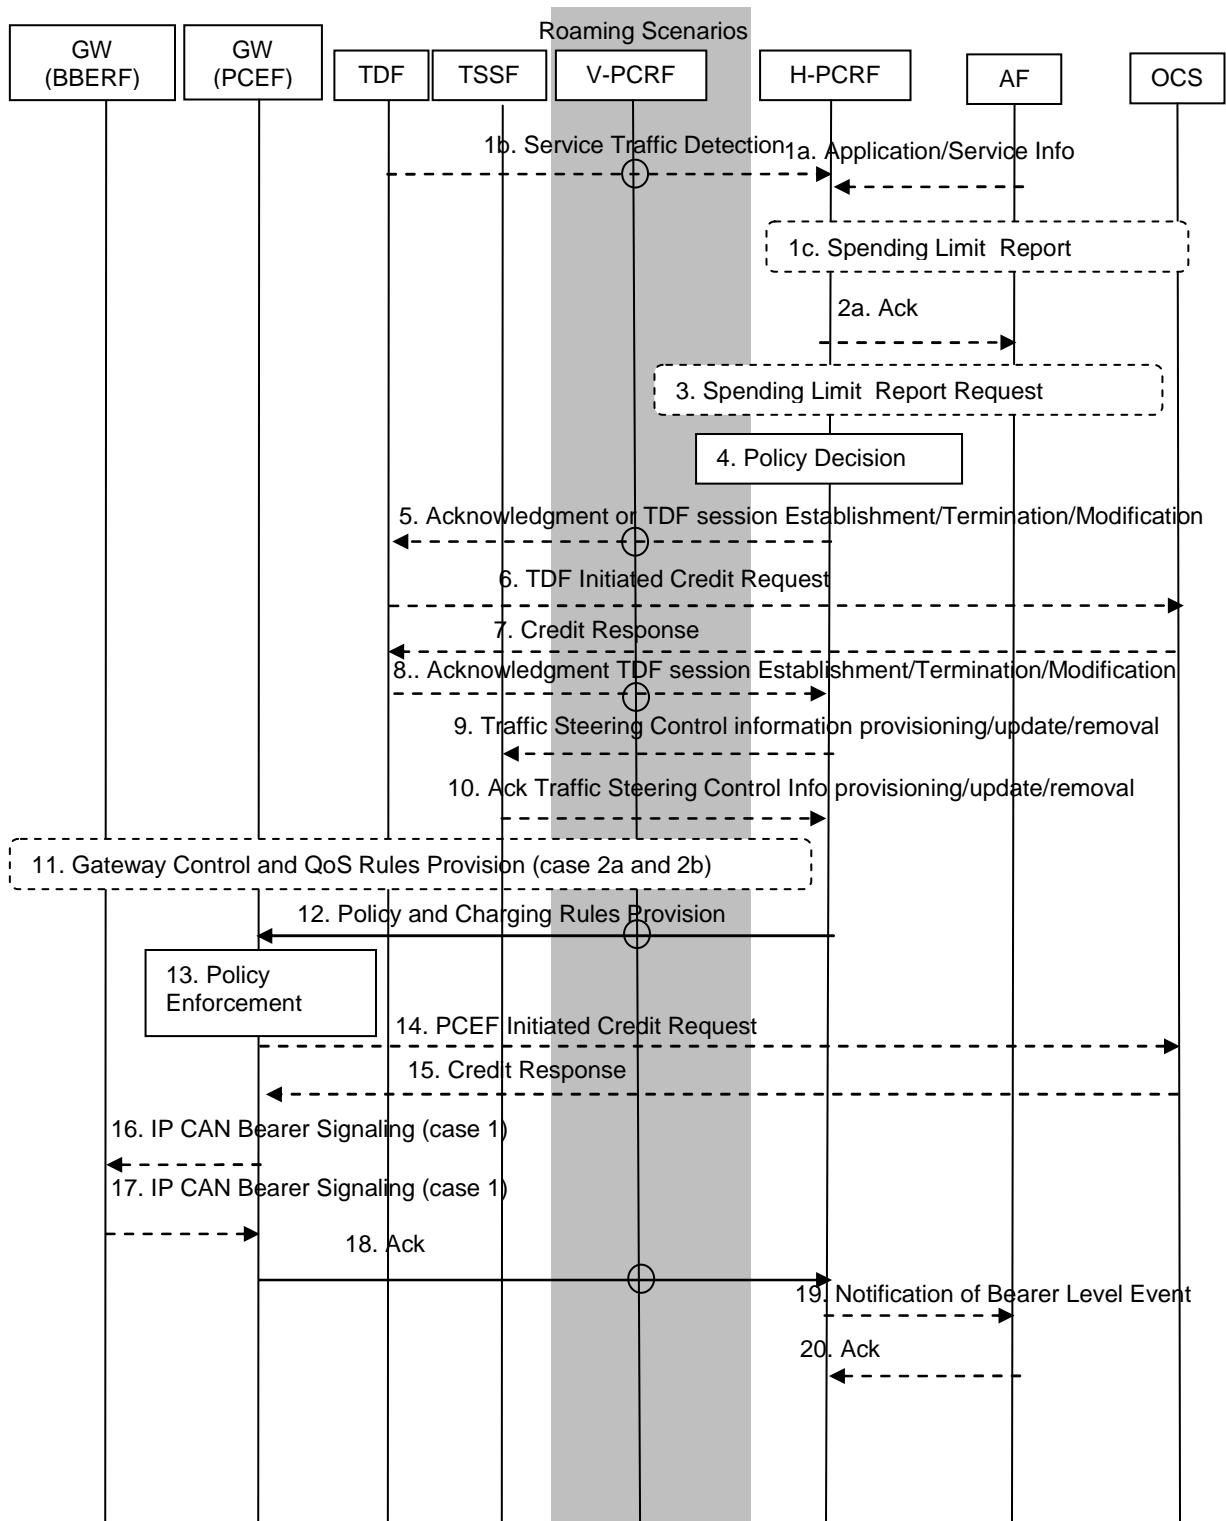 Roaming Scenarios
GW
(BBERF)
GW
(PCEF)
TDF
TSSF
V-PCRF
H-PCRF
AF
OCS
1b. Service Traffic Detection
1a. Application/Service Info
1c. Spending Limit Report
2a. Ack
3. Spending Limit Report Request
4. Policy Decision
5. Acknowledgment or TDF session Establishment/Termination/Modification
6. TDF Initiated Credit Request
7. Credit Response
8.. Acknowledgment TDF session Establishment/Termination/Modification
9. Traffic Steering Control information provisioning/update/removal
10. Ack Traffic Steering Control Info provisioning/update/removal
11. Gateway Control and QoS Rules Provision (case 2a and 2b)
12. Policy and Charging Rules Provision
13. Policy
Enforcement
14. PCEF Initiated Credit Request
15. Credit Response
16. IP CAN Bearer Signaling (case 1)
17. IP CAN Bearer Signaling (case 1)
18. Ack
19. Notification of Bearer Level Event
20. Ack